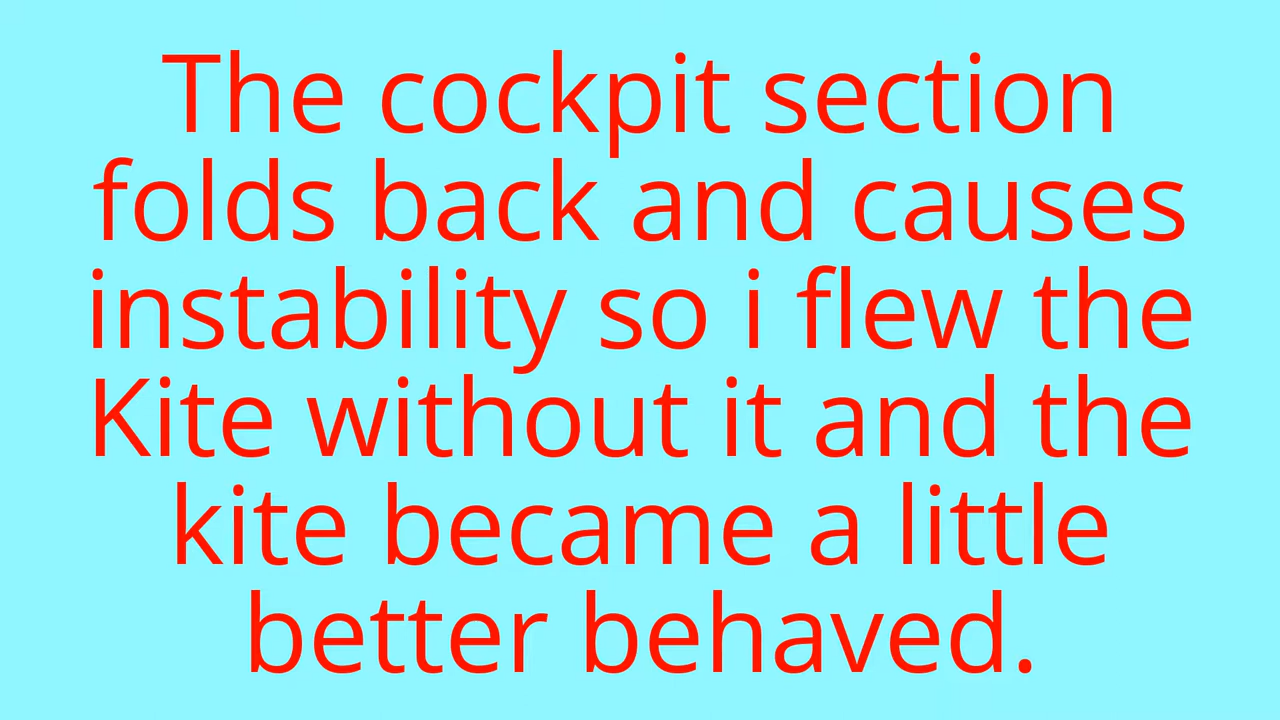 The cockpit section
folds back and causes
instability so i flew the
Kite without it and the
kite became a little
better behaved.